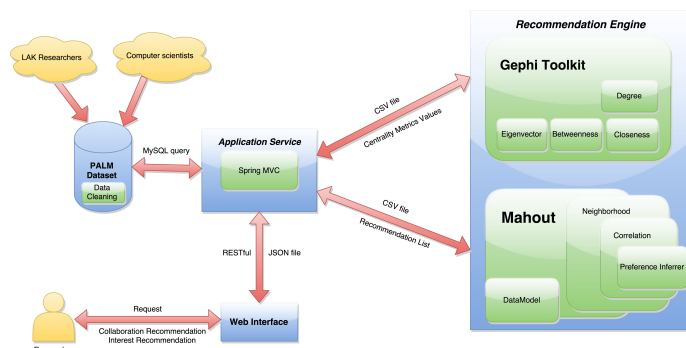 Recommendation Engine
LAK Researchers
Computer scientists
Gephi Toolkit
Degree
Eigenvector
Betweenness
Closeness
CSV file
Centrality Metrics Values
PALM
Dataset
Data
Cleaning
MySQL query
Application Service
Spring MVC
CSV file
Recommendation List
Mahout
Neighborhood
Correlation
Preference Inferrer
DataModel
RESTful
JSON file
Request
Collaboration Recommendation
Interest Recommendation
Web Interface